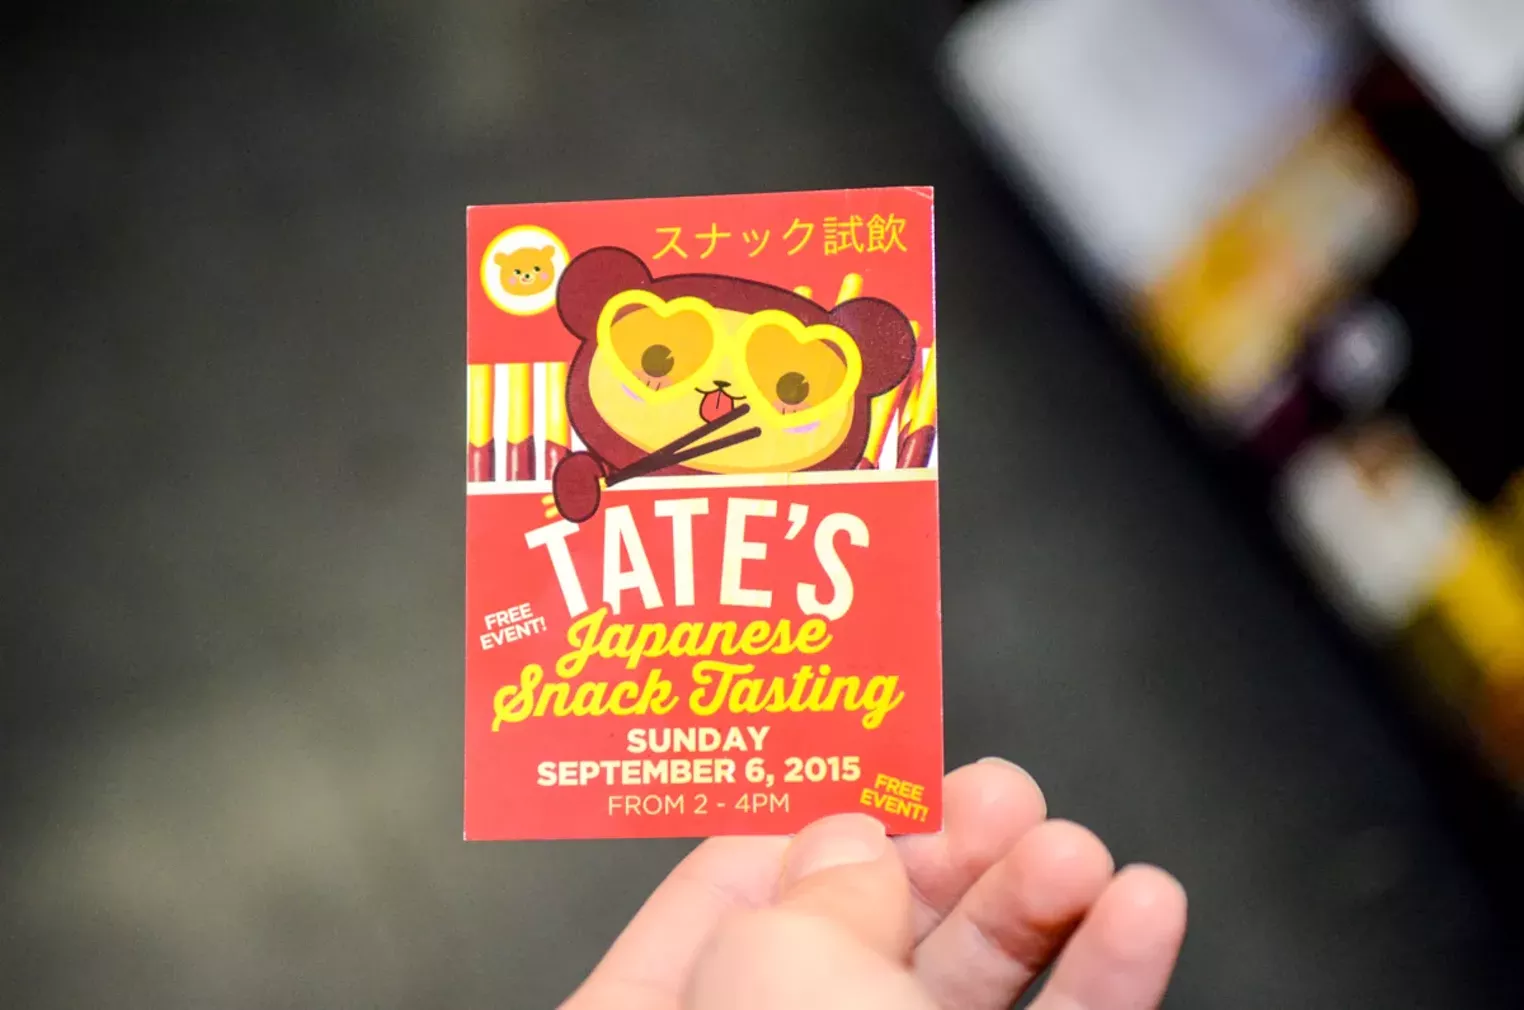 スナック試飲
TATE'S
FREE
EVENT!
Japanese
Snack Tasting
SUNDAY
SEPTEMBER 6, 2015
FROM 2 - 4PM
FREE
EVENT!